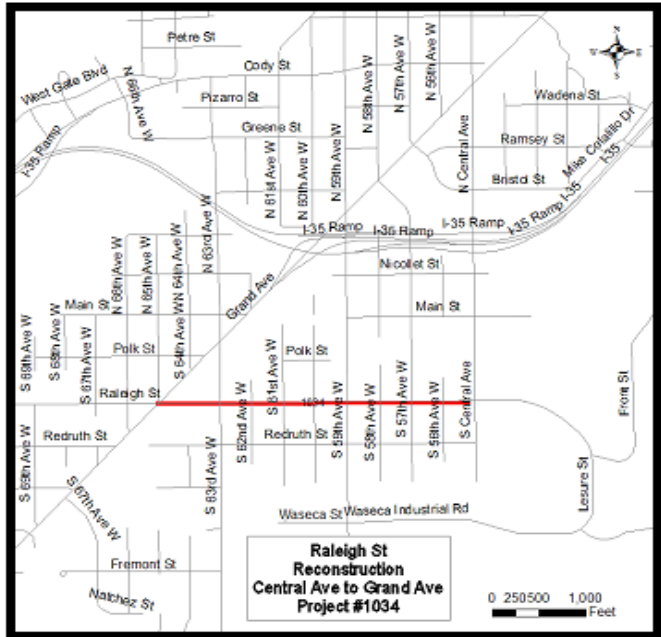 Petre St
N
W
E
S
Cody St
West Gate Blvd
N 66th Ave W
Pizarro St
Greene St
N 58th Ave W
N 57th Ave W
N 56th Ave W
Wadena St
Ramsey St
Mike Colalillo Dr
N Central Ave
Bristol St
I-35 Ramp
N 61st Ave W
N 60th Ave W
N 59th Ave W
I-35
I-35
I-35 Ramp
I-35 Ramp
I-35 Ramp
N 63rd Ave W
Nicollet St
N 66th Ave W
N 65th Ave W
N 64th Ave W
Grand Ave
Main St
Main St
S 69th Ave W
S 68th Ave W
S 67th Ave W
Polk St
S 64th Ave W
S 61st Ave W
Polk St
Front St
Raleigh St
1034
S 62nd Ave W
S 59th Ave W
S 58th Ave W
S 57th Ave W
S 56th Ave W
S Central Ave
Redruth St
Redruth St
S 69th Ave W
S 67th Ave W
S 63rd Ave W
Lesure St
Waseca St
Waseca Industrial Rd
Fremont St
Natchez St
Raleigh St
Reconstruction
Central Ave to Grand Ave
Project #1034
0 250 500 1,000
Feet